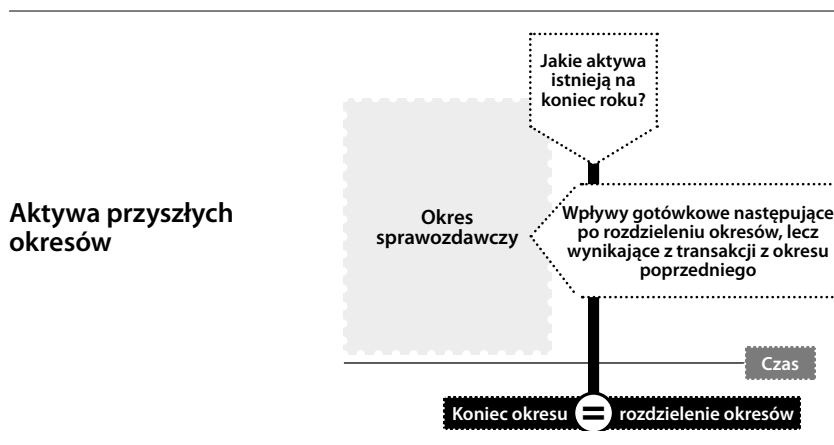 Jakie aktywa
istnieją na
koniec roku?
Aktywa przyszłych
okresów
Okres
sprawozdawczy
Wpływy gotówkowe następujące
po rozdzieleniu okresów, lecz
wynikające z transakcji z okresu
poprzedniego
Czas
Koniec okresu = rozdzielenie okresów